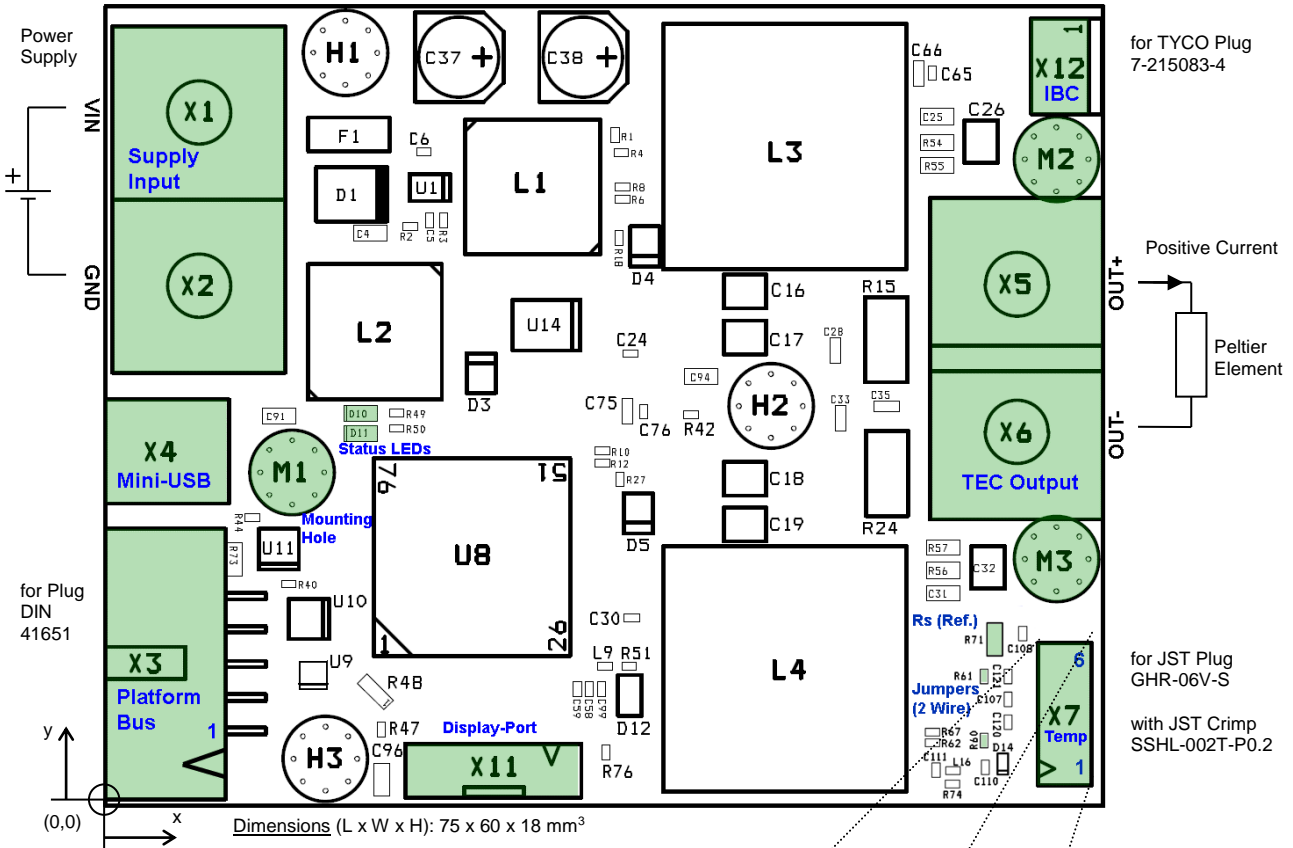 Power
Supply
VIN
+
GND
X1
Supply
Input
X2
H1
C37 +
C38 +
F1
C6
D1
U1
C4
R2
C5
R3
L1
R1
R4
R8
R6
R18
D4
L3
C66
C65
C25
R54
R55
C26
1
X12
IBC
M2
for TYCO Plug
7-215083-4
L2
U14
D3
C24
C16
C17
R15
C28
C94
H2
C33
C35
X5
OUT+
Positive Current
Peltier
Element
OUT-
X6
TEC Output
C91
D10
R49
D11
R50
Status LEDs
C75
C76
R42
R10
R12
R27
C18
C19
R24
D5
X4
Mini-USB
M1
Mounting
Hole
R44
R73
U11
R40
U10
U9
76
51
U8
1
26
C30
L9
R51
C59
C58
C99
D12
R76
L4
R57
R56
C31
C32
M3
Rs (Ref.)
R71
C108
R61
C121
C107
Jumpers
(2 Wire)
R67
R62
R60
C120
D14
C111
L16
C110
R74
6
X7
Temp
1
for JST Plug
GHR-06V-S
with JST Crimp
SSHL-002T-P0.2
for Plug
DIN
41651
X3
Platform
Bus
1
R48
R47
C96
H3
Display-Port
X11
y
x
(0,0)
Dimensions (L x W x H): 75 x 60 x 18 mm³